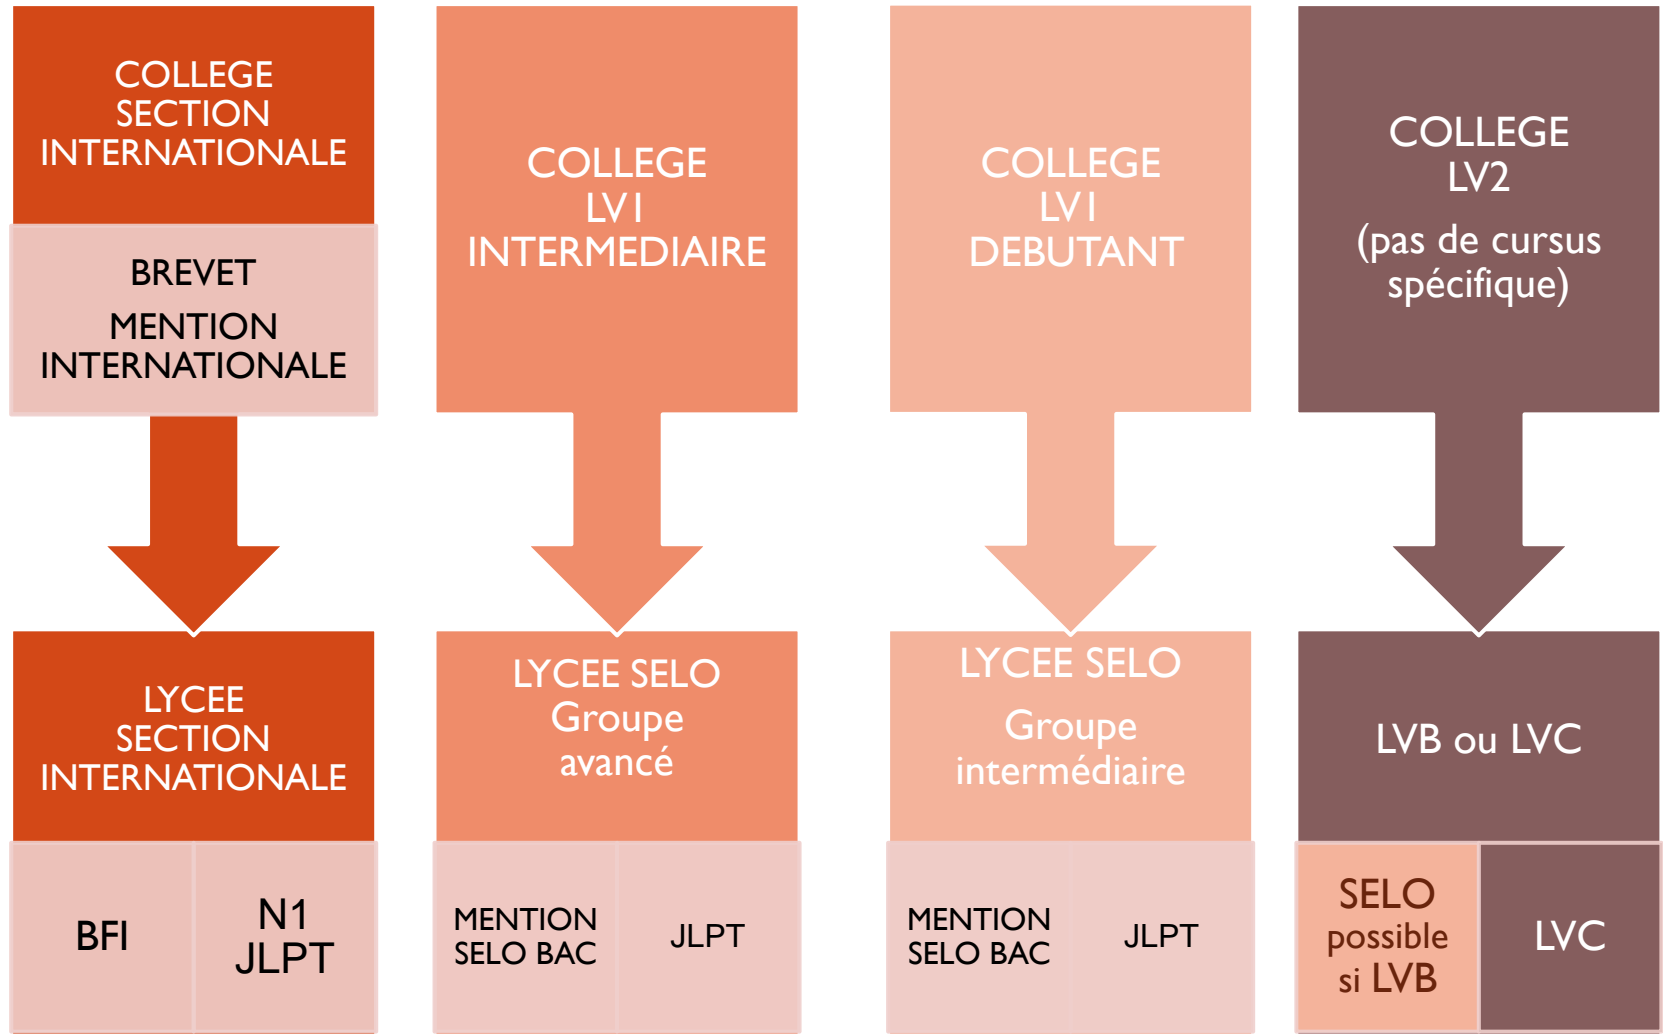 COLLEGE
SECTION
INTERNATIONALE
BREVET
MENTION
INTERNATIONALE
LYCEE
SECTION
INTERNATIONALE
BFI
N1
JLPT
COLLEGE
LV1
INTERMEDIAIRE
LYCEE SELO
Groupe
avancé
MENTION
SELO BAC
JLPT
COLLEGE
LV1
DEBUTANT
LYCEE SELO
Groupe
intermédiaire
MENTION
SELO BAC
JLPT
COLLEGE
LV2
(pas de cursus
spécifique)
LVB ou LVC
SELO
possible
si LVB
LVC